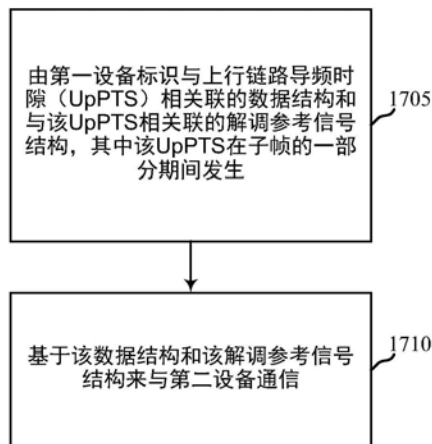 由第一设备标识与上行链路导频时
隙（UpPTS）相关联的数据结构和
与该UpPTS相关联的解调参考信号
结构，其中该UpPTS在子帧的一部
分期间发生
1705
基于该数据结构和该解调参考信号
结构来与第二设备通信
1710